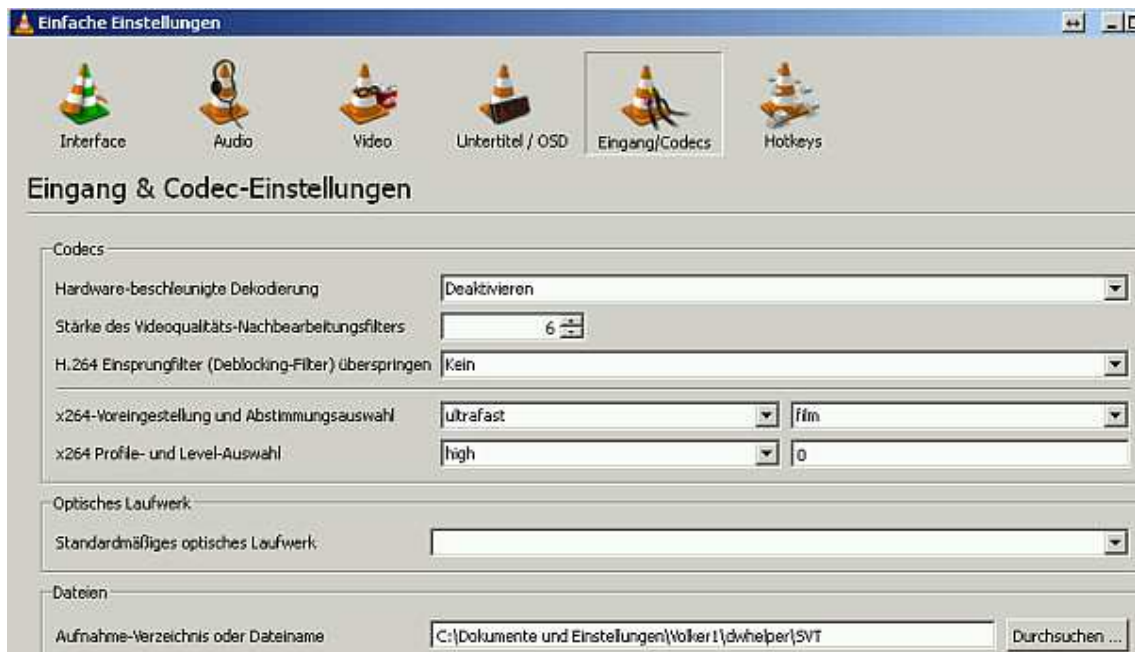 Einfache Einstellungen
Interface Audio Video Untertitel / OSD Eingang/Codecs Hotkeys
Eingang & Codec-Einstellungen
Codecs
Hardware-beschleunigte Dekodierung Deaktivieren
Stärke des Videoqualitäts-Nachbearbeitungsfilters 6
H.264 Einsprungfilter (Deblocking-Filter) überspringen Kein
x264-Voreingestellung und Abstimmungsauswahl ultrafast film
x264 Profile- und Level-Auswahl high 0
Optisches Laufwerk
Standardmäßiges optisches Laufwerk
Dateien
Aufnahme-Verzeichnis oder Dateiname C:\Dokumente und Einstellungen\Volker1\dwhelper\SVT Durchsuchen ...